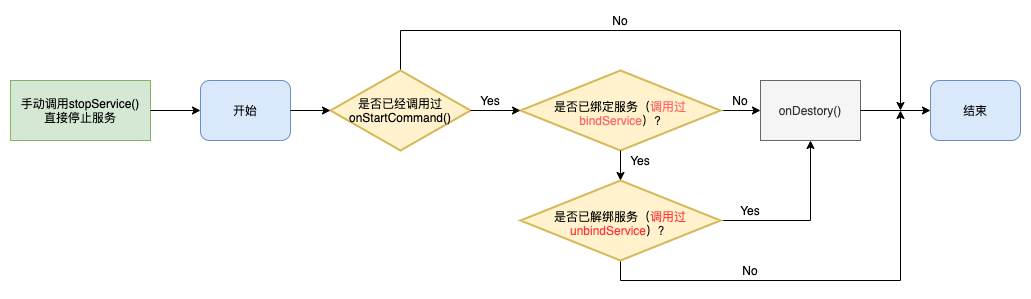 No
手动调用stopService()
直接停止服务
开始
是否已经调用过
onStartCommand()
Yes
是否已绑定服务（调用过
bindService）?
No
onDestory()
结束
Yes
是否已解绑服务（调用过
unbindService）?
Yes
No